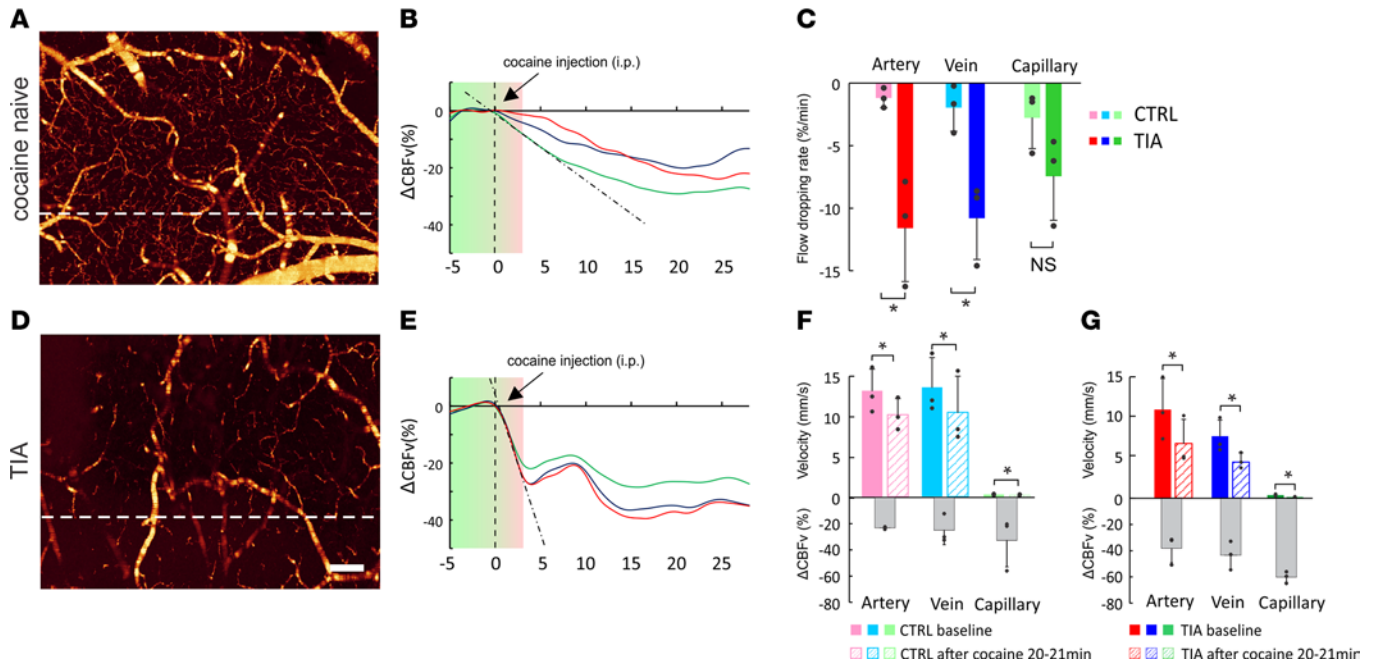 A
cocaine naive
B
cocaine injection (i.p.)
ΔCBFv(%)
0
-20
-40
-5 0 5 10 15 20 25
C
Artery Vein Capillary
Flow dropping rate (%/min)
0
-5
-10
-15
* * NS
CTRL
TIA
D
TIA
E
cocaine injection (i.p.)
ΔCBFv(%)
0
-20
-40
-5 0 5 10 15 20 25
F
Velocity (mm/s)
15
10
5
0
* * *
ΔCBFv (%)
-20
-40
-60
-80
Artery Vein Capillary
CTRL baseline
CTRL after cocaine 20-21min
G
Velocity (mm/s)
15
10
5
0
* * *
ΔCBFv (%)
-20
-40
-60
-80
Artery Vein Capillary
TIA baseline
TIA after cocaine 20-21min